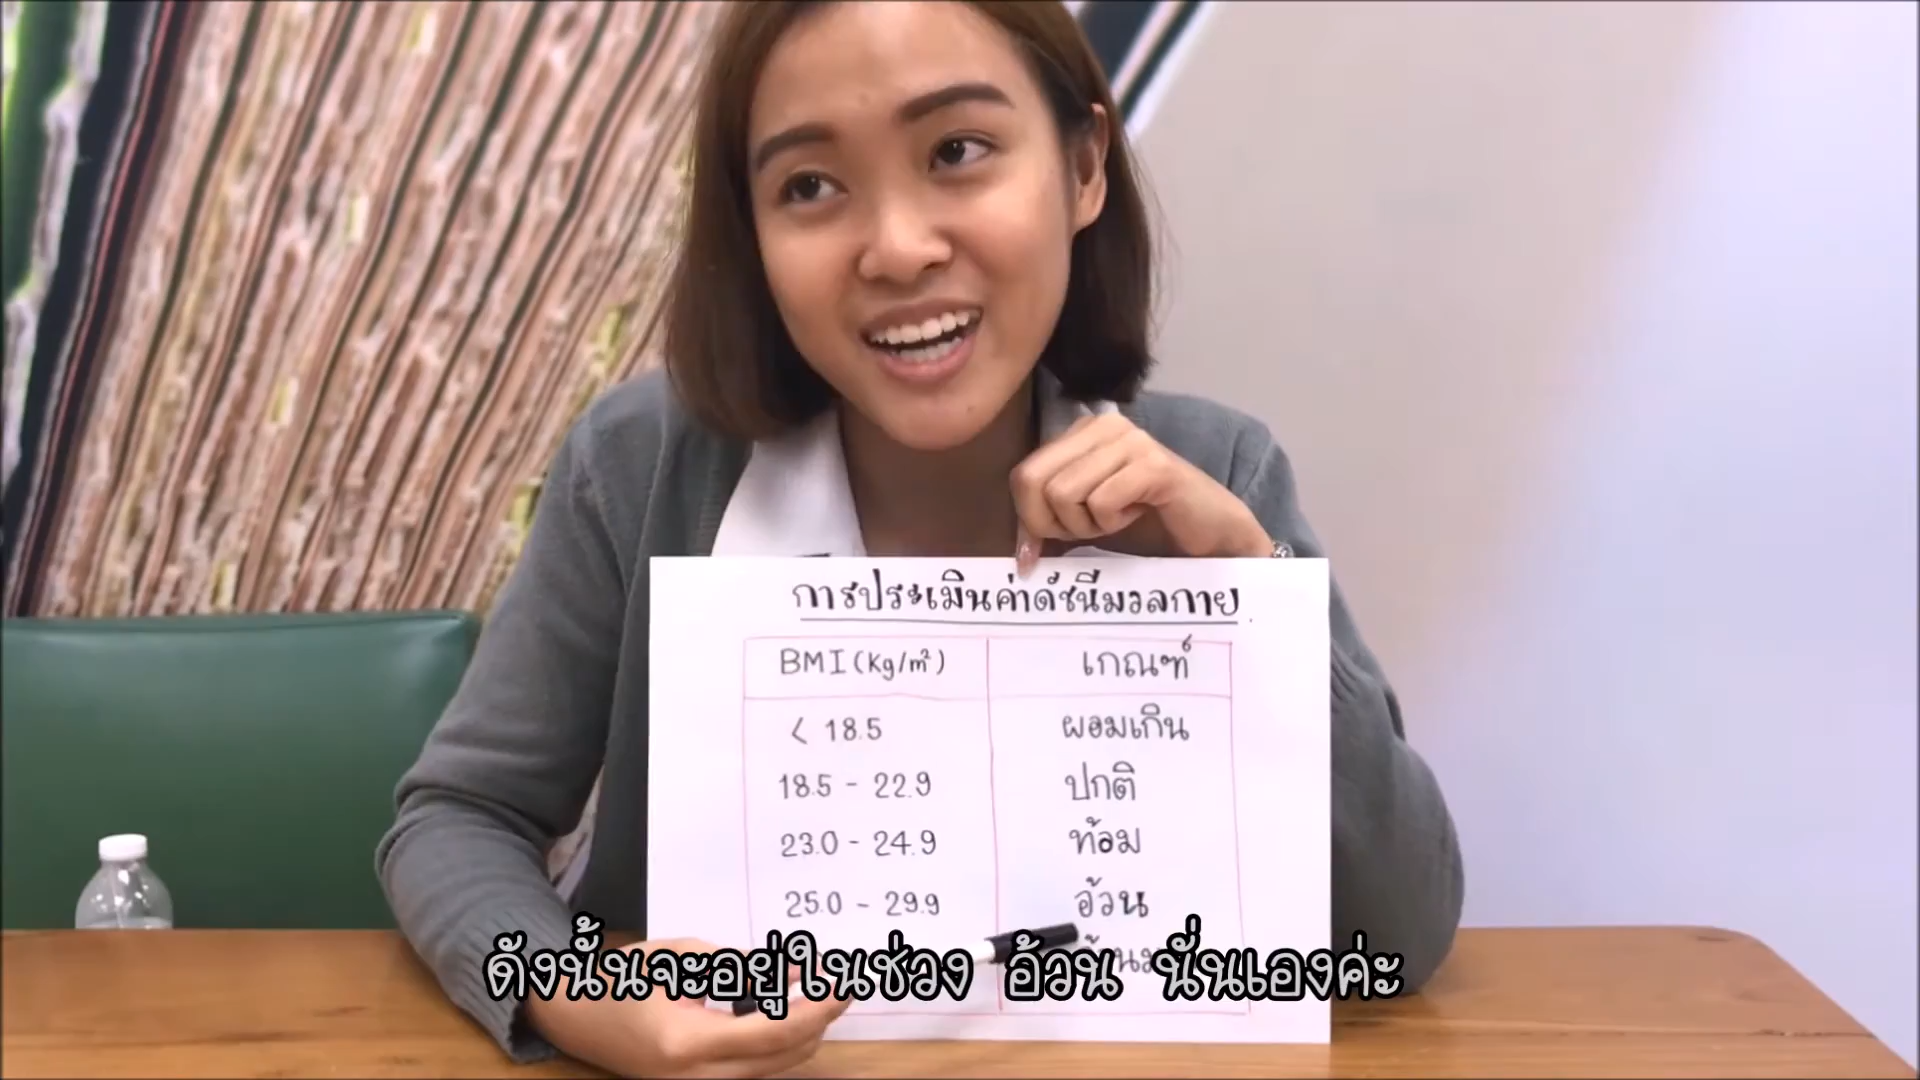 การประเมินค่าดัชนีมวลกาย
BMI (Kg/m²) เกณฑ์
< 18.5 ผอมเกิน
18.5 - 22.9 ปกติ
23.0 - 24.9 ท้วม
25.0 - 29.9 อ้วน
ดังนั้นจะอยู่ในช่วง อ้วน นั่นเองค่ะ